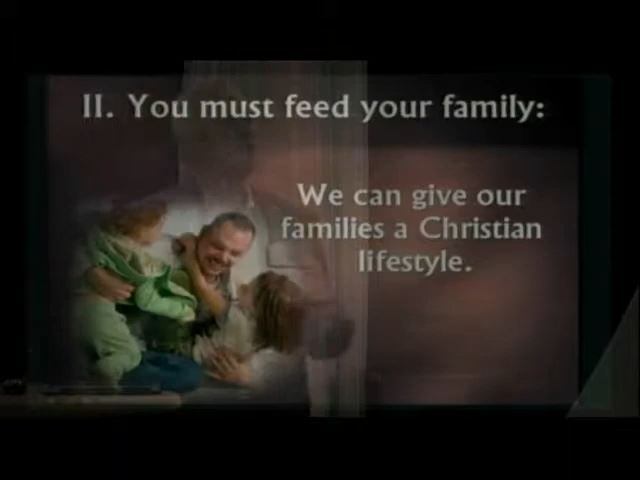 II. You must feed your family:
We can give our
families a Christian
lifestyle.